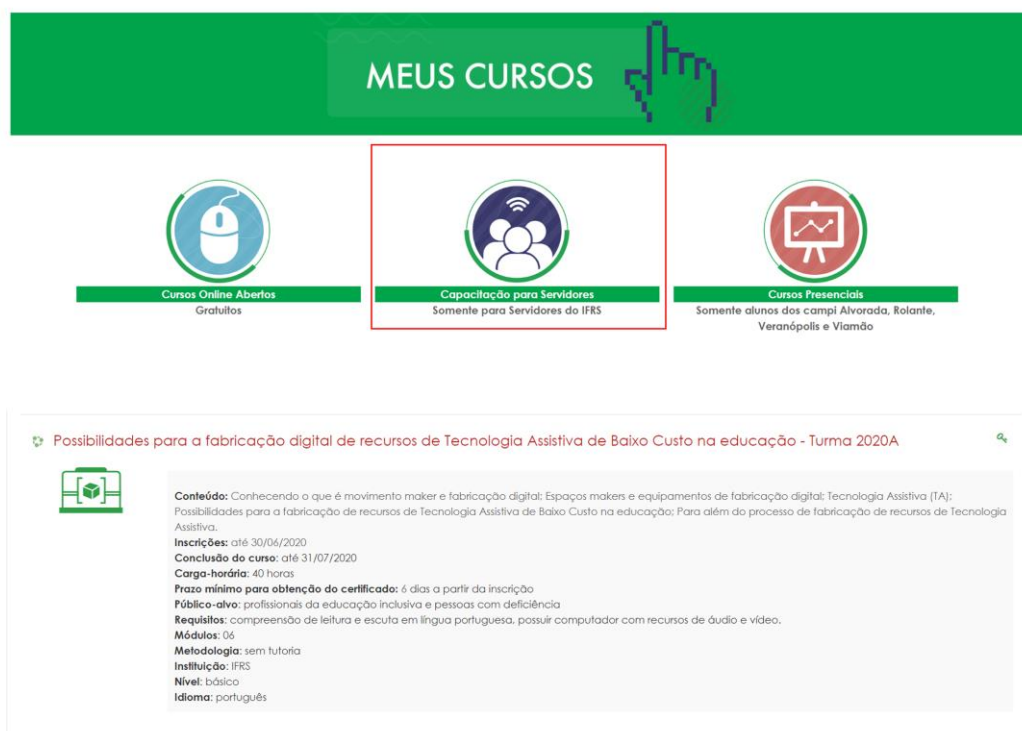 MEUS CURSOS
Cursos Online Abertos
Gratuitos
Capacitação para Servidores
Somente para Servidores do IFRS
Cursos Presenciais
Somente alunos dos campi Alvorada, Rolante,
Veranópolis e Viamão
Possibilidades para a fabricação digital de recursos de Tecnologia Assistiva de Baixo Custo na educação - Turma 2020A
Conteúdo: Conhecendo o que é movimento maker e fabricação digital; Espaços makers e equipamentos de fabricação digital; Tecnologia Assistiva (TA);
Possibilidades para a fabricação de recursos de Tecnologia Assistiva de Baixo Custo na educação; Para além do processo de fabricação de recursos de Tecnologia
Assistiva.
Inscrições: até 30/06/2020
Conclusão do curso: até 31/07/2020
Carga-horária: 40 horas
Prazo mínimo para obtenção do certificado: 6 dias a partir da inscrição
Público-alvo: profissionais da educação inclusiva e pessoas com deficiência
Requisitos: compreensão de leitura e escuta em língua portuguesa, possuir computador com recursos de áudio e vídeo.
Módulos: 06
Metodologia: sem tutoria
Instituição: IFRS
Nível: básico
Idioma: português